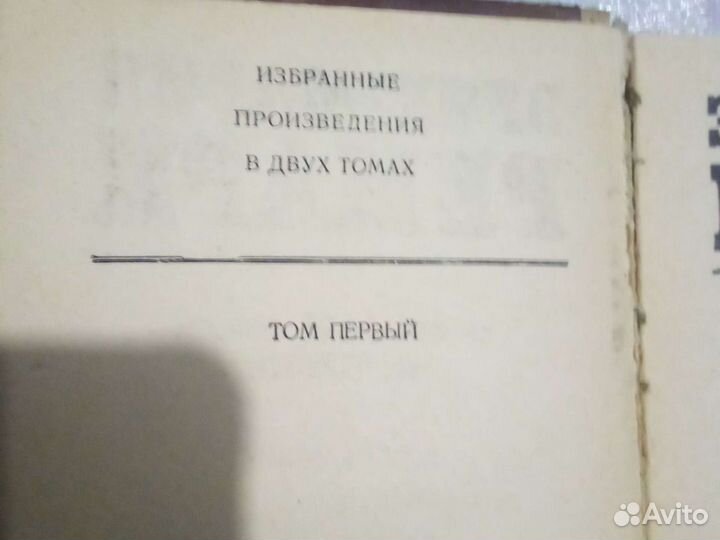 ИЗБРАННЫЕ
ПРОИЗВЕДЕНИЯ
В ДВУХ ТОМАХ
ТОМ ПЕРВЫЙ
Avito